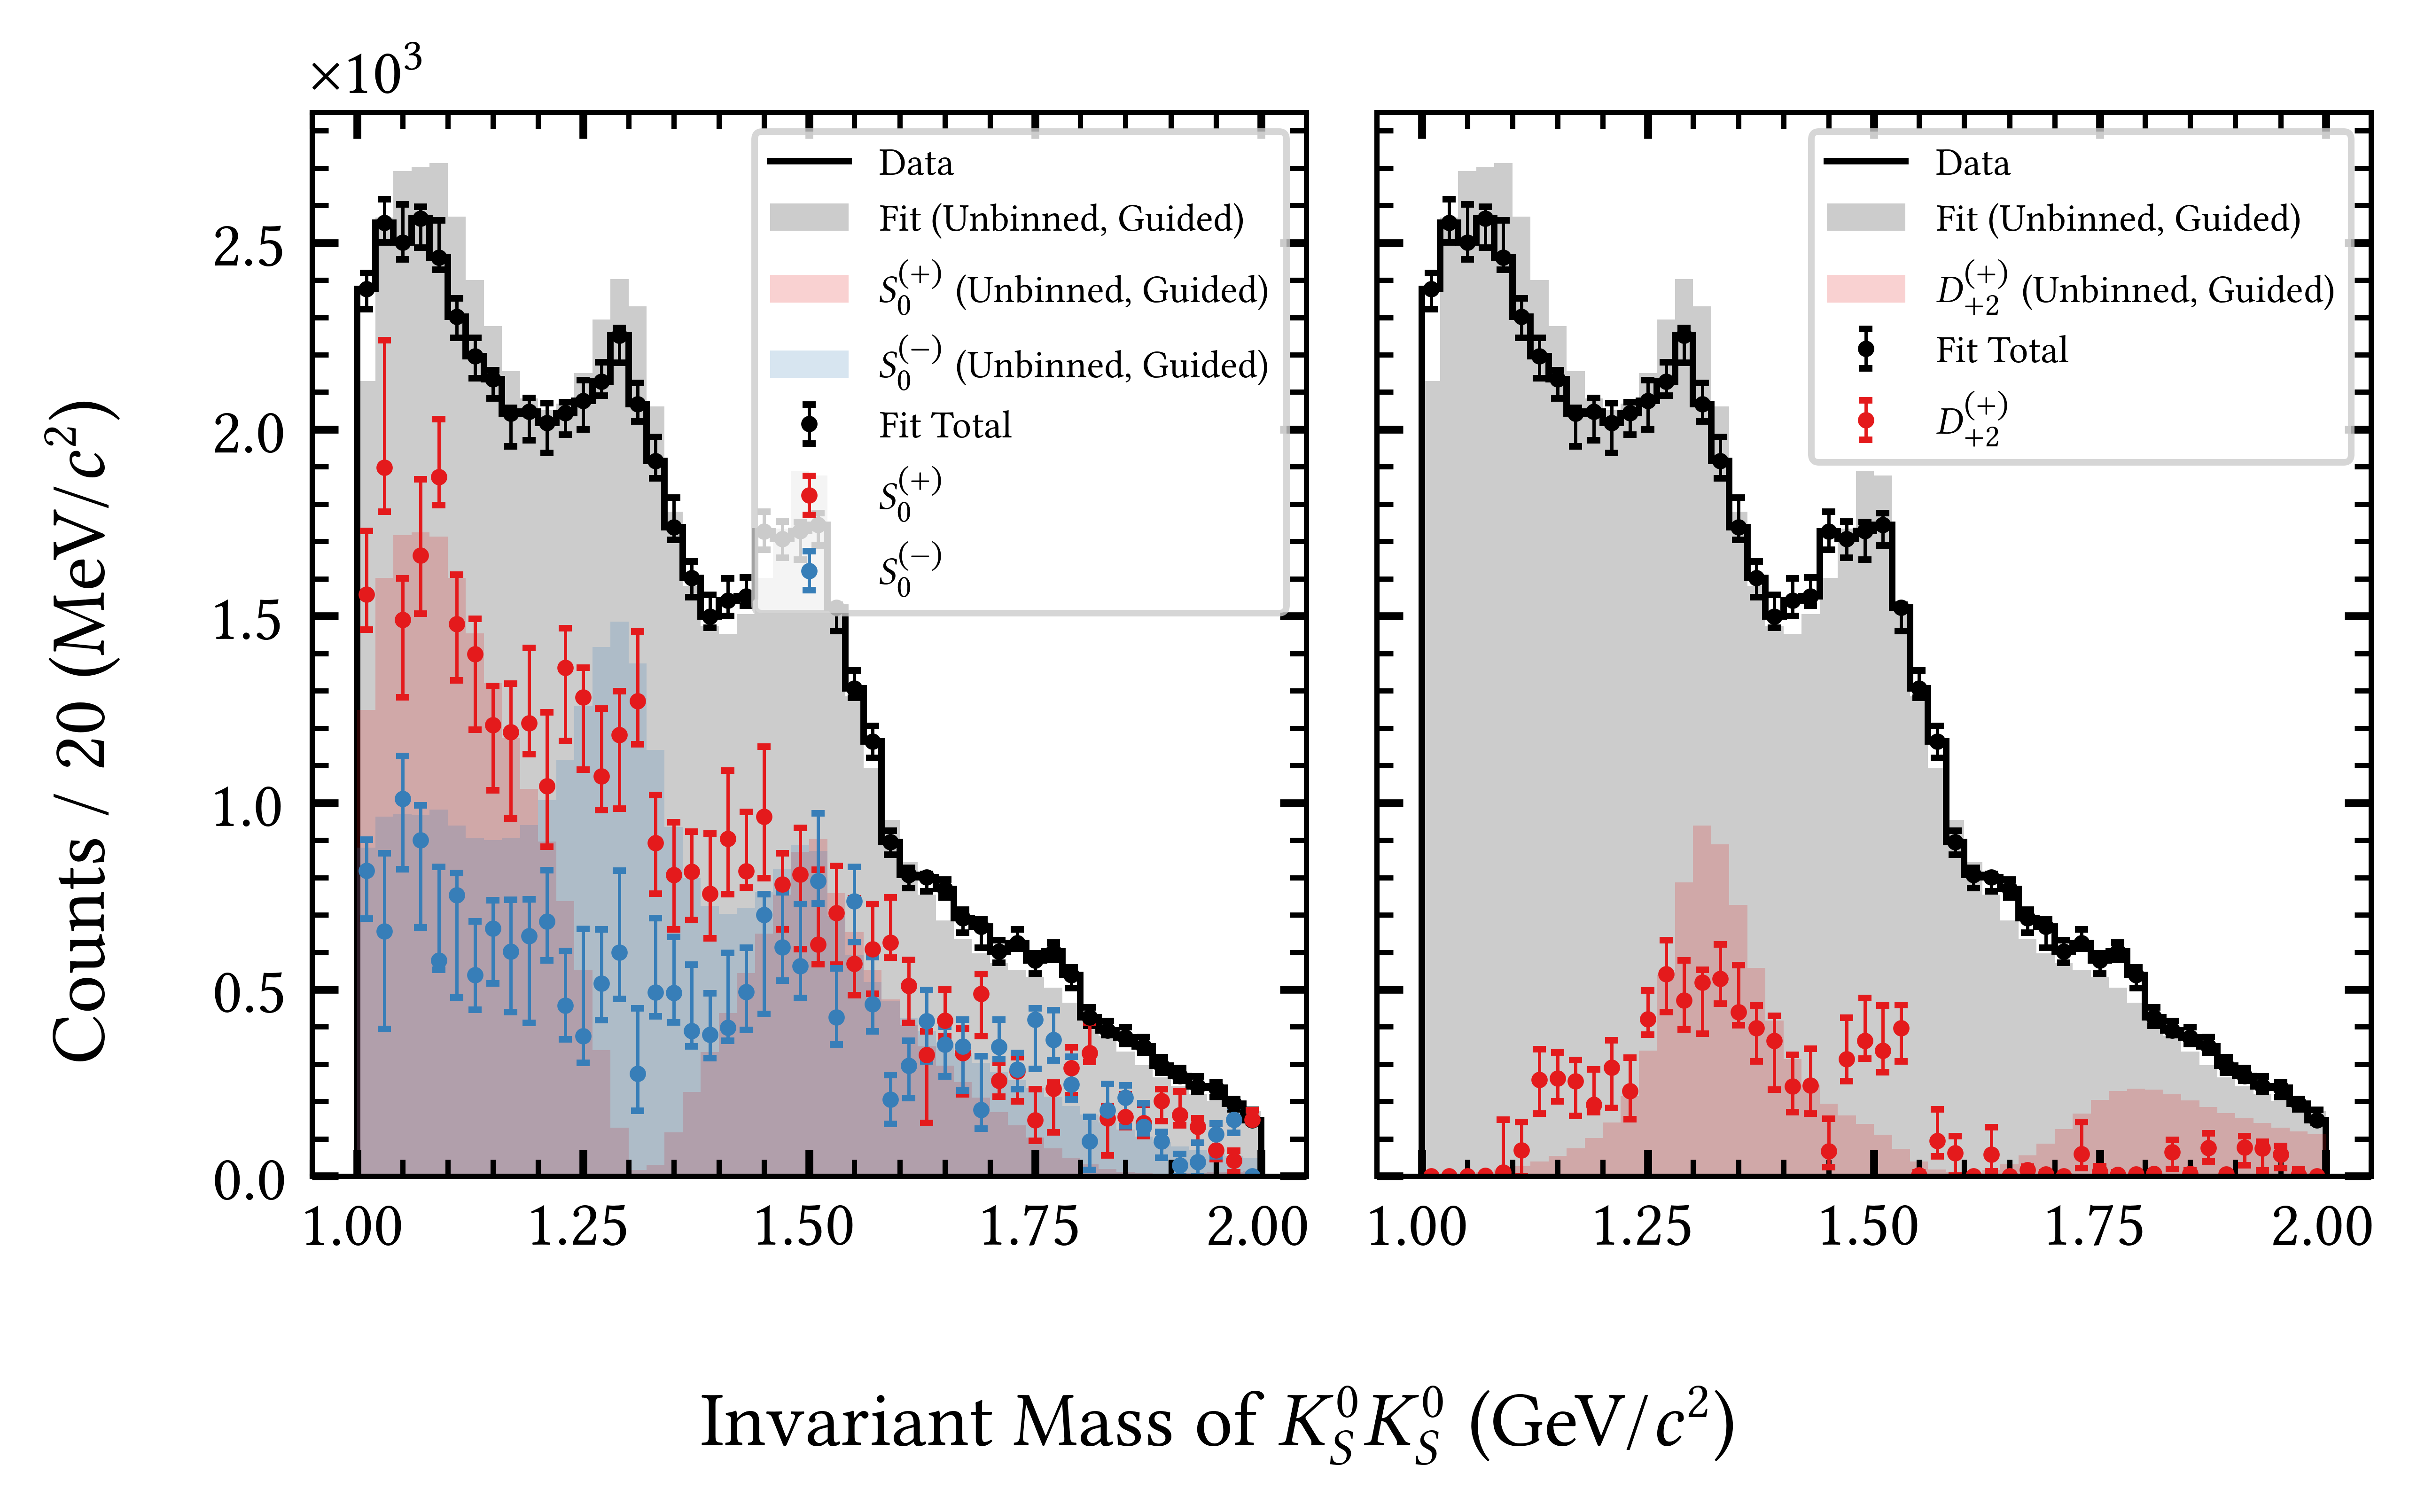 ×10³
Counts / 20 (MeV/c²)
2.5
2.0
1.5
1.0
0.5
0.0
Data
Fit (Unbinned, Guided)
S₀⁽⁺⁾ (Unbinned, Guided)
S₀⁽⁻⁾ (Unbinned, Guided)
Fit Total
S₀⁽⁺⁾
S₀⁽⁻⁾
1.00 1.25 1.50 1.75 2.00
Data
Fit (Unbinned, Guided)
D₊₂⁽⁺⁾ (Unbinned, Guided)
Fit Total
D₊₂⁽⁺⁾
1.00 1.25 1.50 1.75 2.00
Invariant Mass of K_S⁰K_S⁰ (GeV/c²)